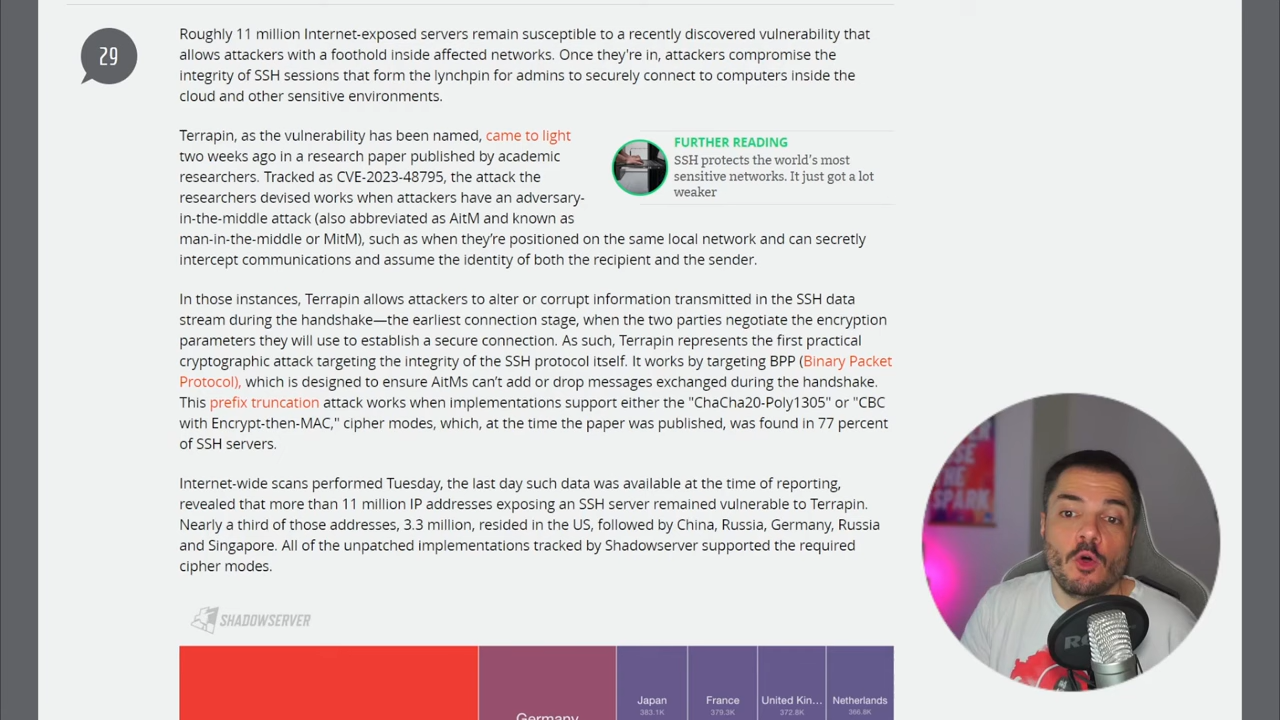 29
Roughly 11 million Internet-exposed servers remain susceptible to a recently discovered vulnerability that
allows attackers with a foothold inside affected networks. Once they're in, attackers compromise the
integrity of SSH sessions that form the lynchpin for admins to securely connect to computers inside the
cloud and other sensitive environments.
Terrapin, as the vulnerability has been named, came to light
two weeks ago in a research paper published by academic
researchers. Tracked as CVE-2023-48795, the attack the
researchers devised works when attackers have an adversary-
in-the-middle attack (also abbreviated as AitM and known as
man-in-the-middle or MitM), such as when they’re positioned on the same local network and can secretly
intercept communications and assume the identity of both the recipient and the sender.
FURTHER READING
SSH protects the world’s most
sensitive networks. It just got a lot
weaker
In those instances, Terrapin allows attackers to alter or corrupt information transmitted in the SSH data
stream during the handshake—the earliest connection stage, when the two parties negotiate the encryption
parameters they will use to establish a secure connection. As such, Terrapin represents the first practical
cryptographic attack targeting the integrity of the SSH protocol itself. It works by targeting BPP (Binary Packet
Protocol), which is designed to ensure AitMs can’t add or drop messages exchanged during the handshake.
This prefix truncation attack works when implementations support either the "ChaCha20-Poly1305" or "CBC
with Encrypt-then-MAC," cipher modes, which, at the time the paper was published, was found in 77 percent
of SSH servers.
Internet-wide scans performed Tuesday, the last day such data was available at the time of reporting,
revealed that more than 11 million IP addresses exposing an SSH server remained vulnerable to Terrapin.
Nearly a third of those addresses, 3.3 million, resided in the US, followed by China, Russia, Germany, Russia
and Singapore. All of the unpatched implementations tracked by Shadowserver supported the required
cipher modes.
SHADOWSERVER
Germany
Japan
383.1K
France
379.3K
United Kin...
372.8K
Netherlands
366.8K
THE
SPARK